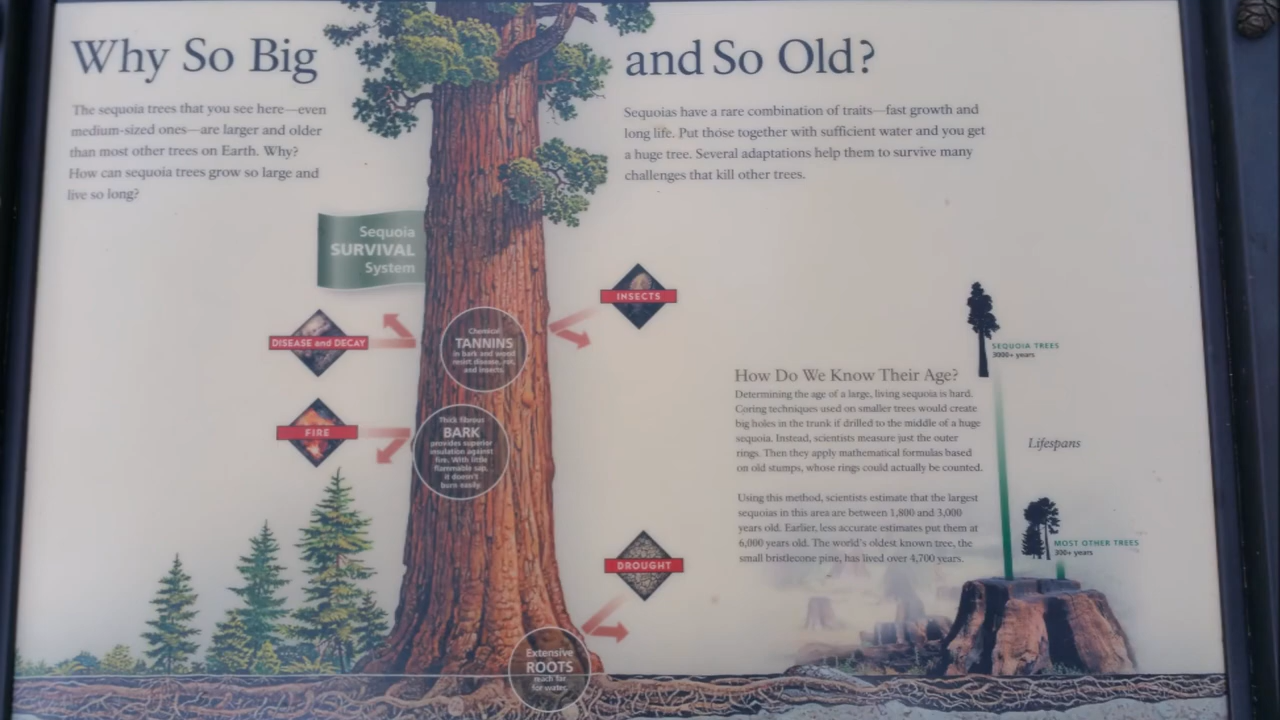 Why So Big
and So Old?
The sequoia trees that you see here—even
medium-sized ones—are larger and older
than most other trees on Earth. Why?
How can sequoia trees grow so large and
live so long?
Sequoias have a rare combination of traits—fast growth and
long life. Put those together with sufficient water and you get
a huge tree. Several adaptations help them to survive many
challenges that kill other trees.
Sequoia
SURVIVAL
System
INSECTS
DISEASE and DECAY
Chemical
TANNINS
in bark and wood
resist disease, rot,
and insects.
FIRE
Thick fibrous
BARK
provides superior
insulation against
fire. With little
flammable sap,
it doesn't
burn easily.
DROUGHT
Extensive
ROOTS
reach far
for water.
How Do We Know Their Age?
Determining the age of a large, living sequoia is hard.
Coring techniques used on smaller trees would create
big holes in the trunk if drilled to the middle of a huge
sequoia. Instead, scientists measure just the outer
rings. Then they apply mathematical formulas based
on old stumps, whose rings could actually be counted.
Using this method, scientists estimate that the largest
sequoias in this area are between 1,800 and 3,000
years old. Earlier, less accurate estimates put them at
6,000 years old. The world's oldest known tree, the
small bristlecone pine, has lived over 4,700 years.
SEQUOIA TREES
3000+ years
Lifespans
MOST OTHER TREES
300+ years